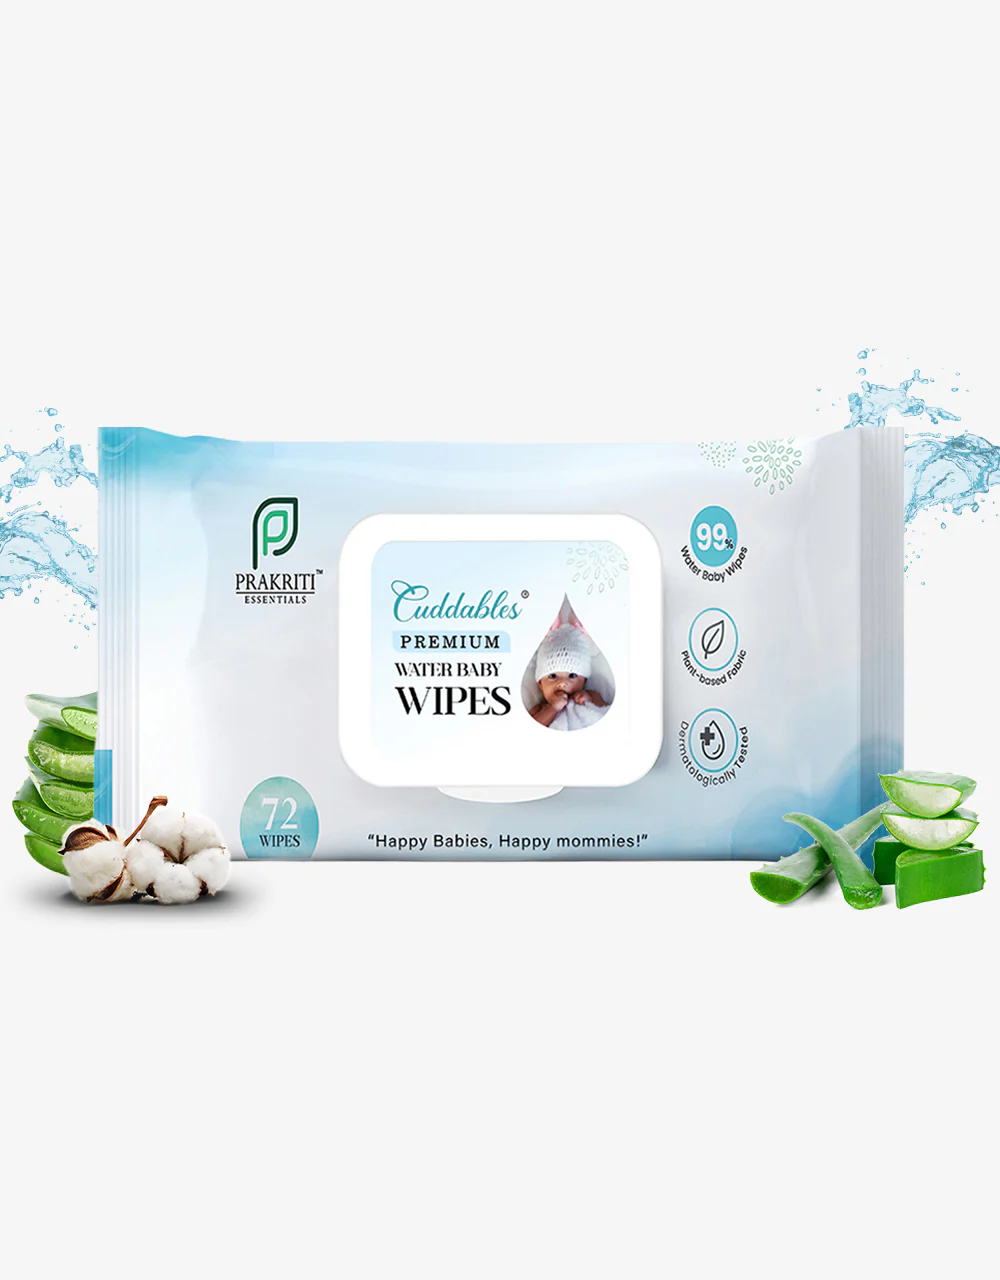 PRAKRITI™
ESSENTIALS
Cuddables®
PREMIUM
WATER BABY
WIPES
99%
Water Baby Wipes
Plant-based Fabric
Dermatologically Tested
72
WIPES
"Happy Babies, Happy mommies!"